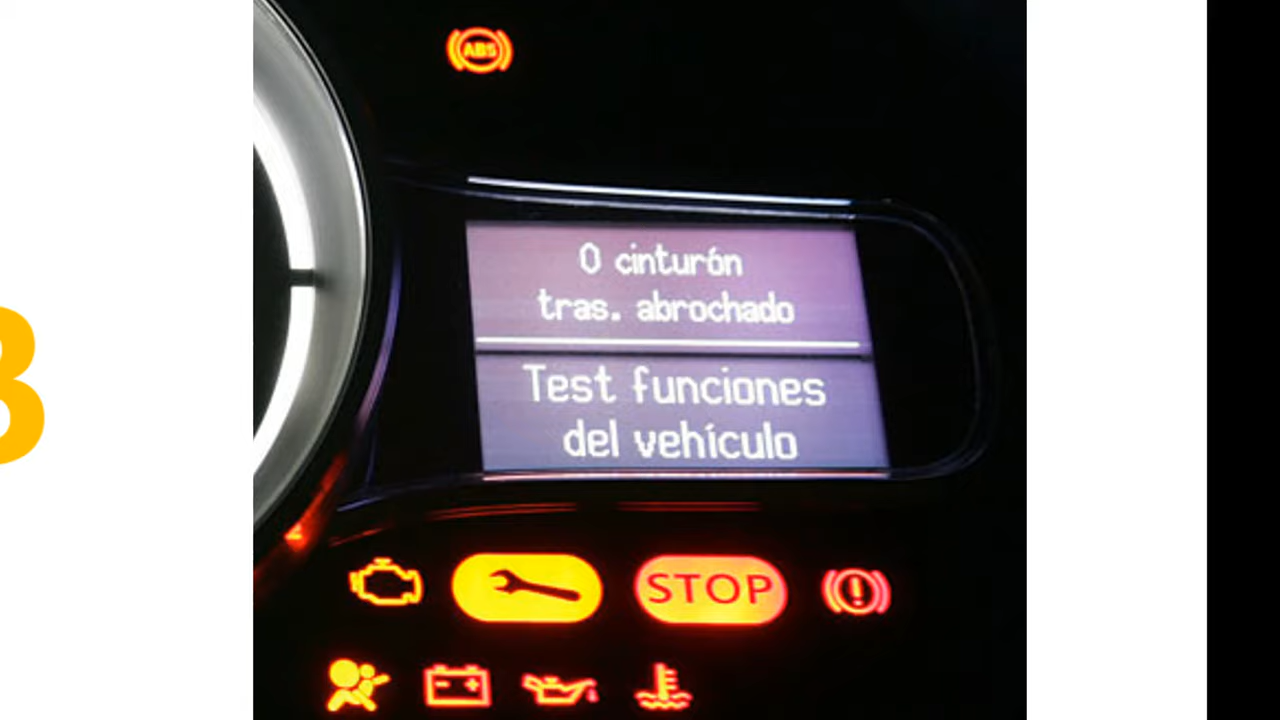 ABS
0 cinturón
tras. abrochado
Test funciones
del vehículo
STOP